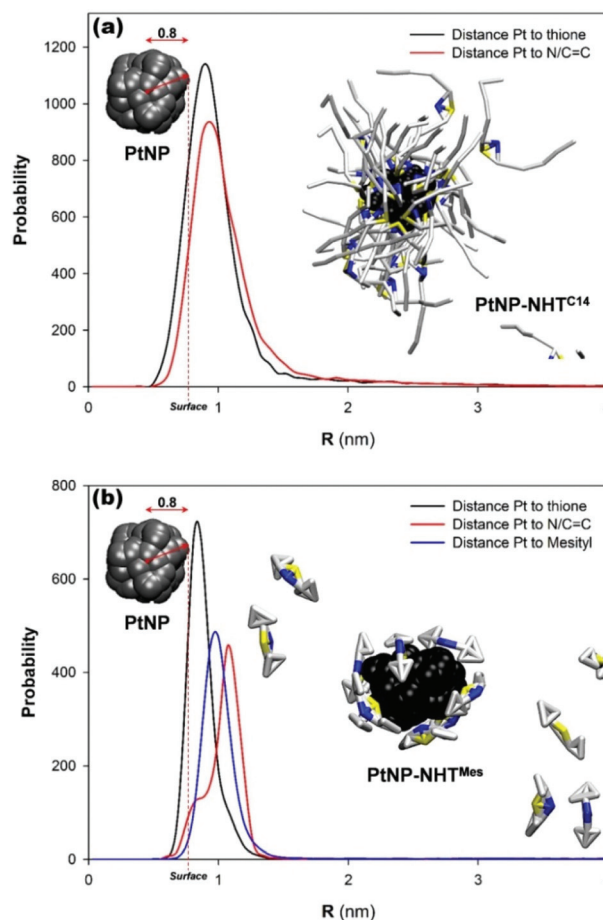 (a)
0.8
PtNP
Distance Pt to thione
Distance Pt to N/C=C
PtNP-NHT^C14
Probability
1200
1000
800
600
400
200
0
0
Surface
1
2
3
R (nm)
(b)
0.8
PtNP
Distance Pt to thione
Distance Pt to N/C=C
Distance Pt to Mesityl
PtNP-NHT^Mes
Probability
800
600
400
200
0
0
Surface
1
2
3
R (nm)